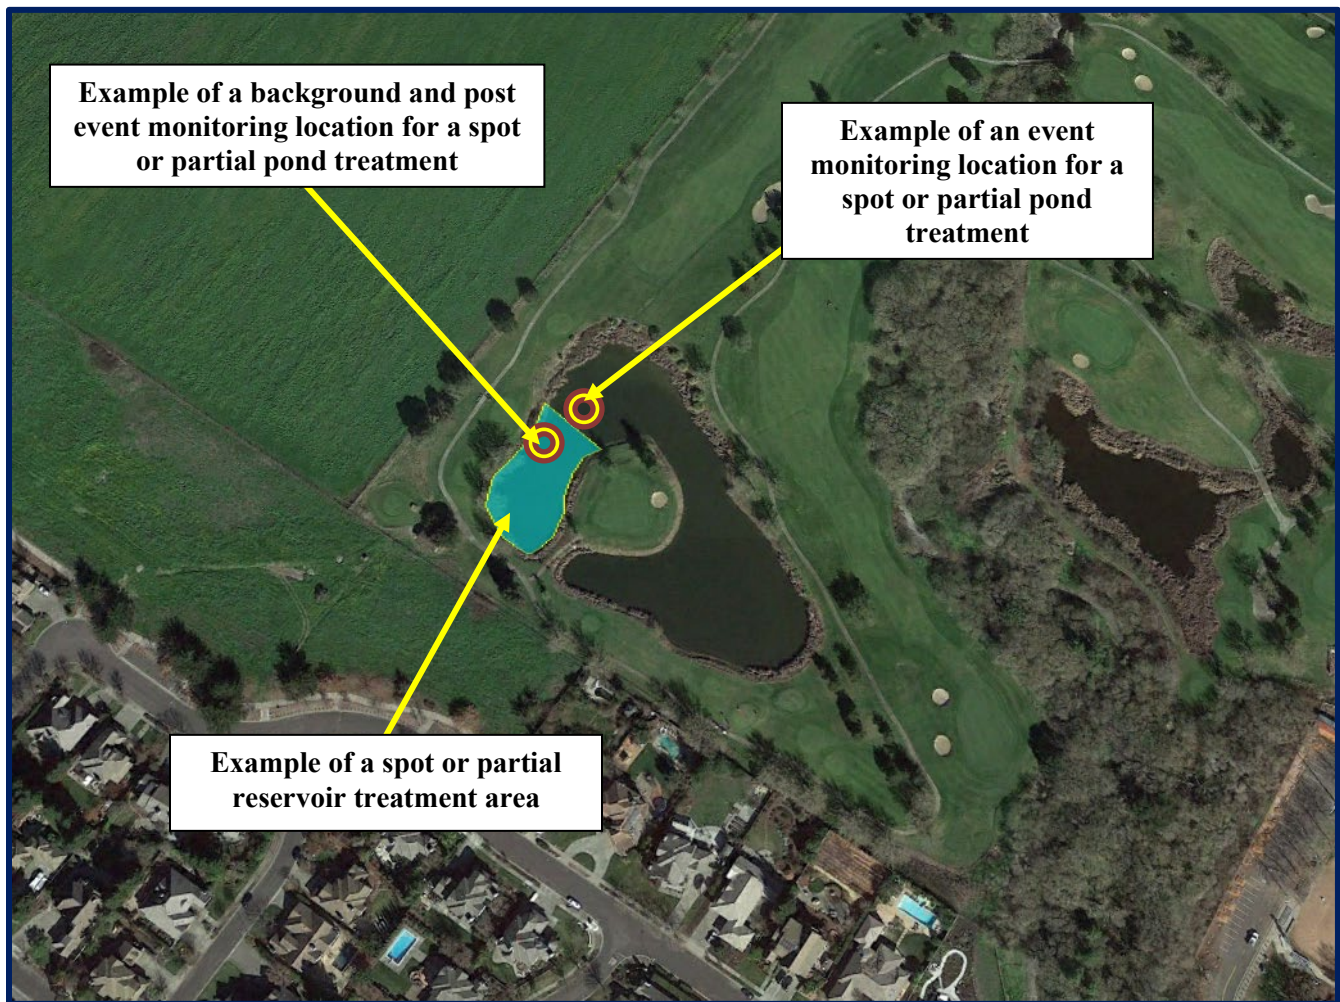 Example of a background and post
event monitoring location for a spot
or partial pond treatment
Example of an event
monitoring location for a
spot or partial pond
treatment
Example of a spot or partial
reservoir treatment area